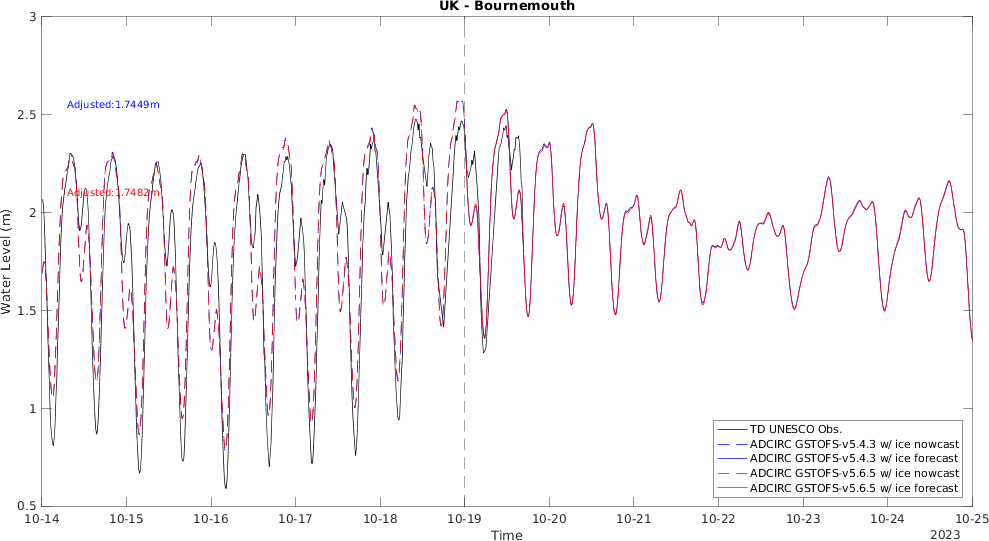 UK - Bournemouth
3
2.5
2
1.5
1
0.5
Water Level (m)
Adjusted:1.7449m
Adjusted:1.7482m
TD UNESCO Obs.
ADCIRC GSTOFS-v5.4.3 w/ ice nowcast
ADCIRC GSTOFS-v5.4.3 w/ ice forecast
ADCIRC GSTOFS-v5.6.5 w/ ice nowcast
ADCIRC GSTOFS-v5.6.5 w/ ice forecast
10-14 10-15 10-16 10-17 10-18 10-19 10-20 10-21 10-22 10-23 10-24 10-25
Time
2023